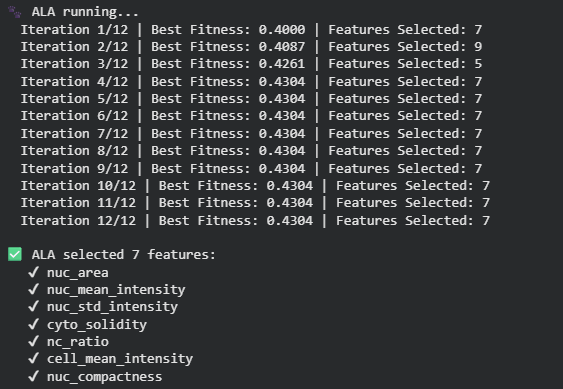 🐾 ALA running...
Iteration 1/12 | Best Fitness: 0.4000 | Features Selected: 7
Iteration 2/12 | Best Fitness: 0.4087 | Features Selected: 9
Iteration 3/12 | Best Fitness: 0.4261 | Features Selected: 5
Iteration 4/12 | Best Fitness: 0.4304 | Features Selected: 7
Iteration 5/12 | Best Fitness: 0.4304 | Features Selected: 7
Iteration 6/12 | Best Fitness: 0.4304 | Features Selected: 7
Iteration 7/12 | Best Fitness: 0.4304 | Features Selected: 7
Iteration 8/12 | Best Fitness: 0.4304 | Features Selected: 7
Iteration 9/12 | Best Fitness: 0.4304 | Features Selected: 7
Iteration 10/12 | Best Fitness: 0.4304 | Features Selected: 7
Iteration 11/12 | Best Fitness: 0.4304 | Features Selected: 7
Iteration 12/12 | Best Fitness: 0.4304 | Features Selected: 7
✅ ALA selected 7 features:
✓ nuc_area
✓ nuc_mean_intensity
✓ nuc_std_intensity
✓ cyto_solidity
✓ nc_ratio
✓ cell_mean_intensity
✓ nuc_compactness